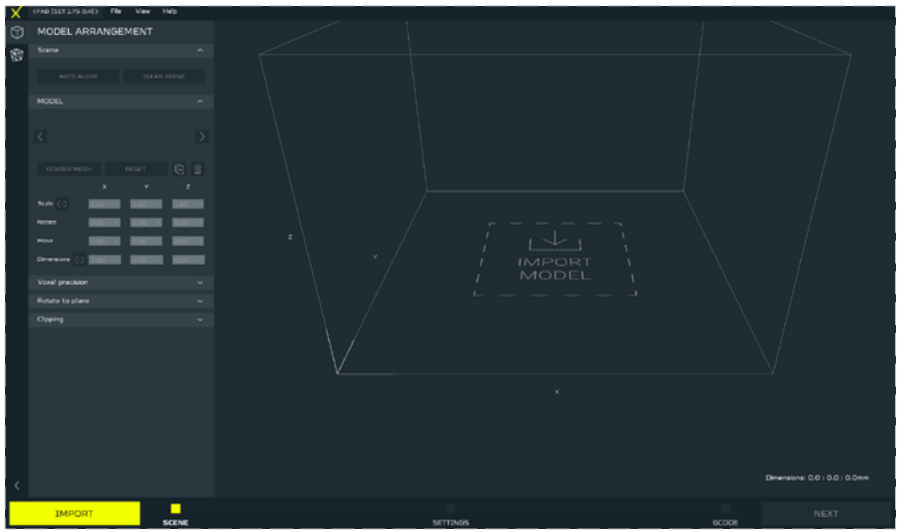 File View Help
MODEL ARRANGEMENT
Scene
AUTO ALIGN CLEAR SCENE
MODEL
CENTER MESH RESET
X Y Z
Scale
Rotate
Move
Dimensions
Voxel precision
Rotate to plane
Clipping
Z
Y
IMPORT
MODEL
X
Dimensions: 0.0 : 0.0 : 0.0mm
IMPORT SCENE SETTINGS GCODE NEXT